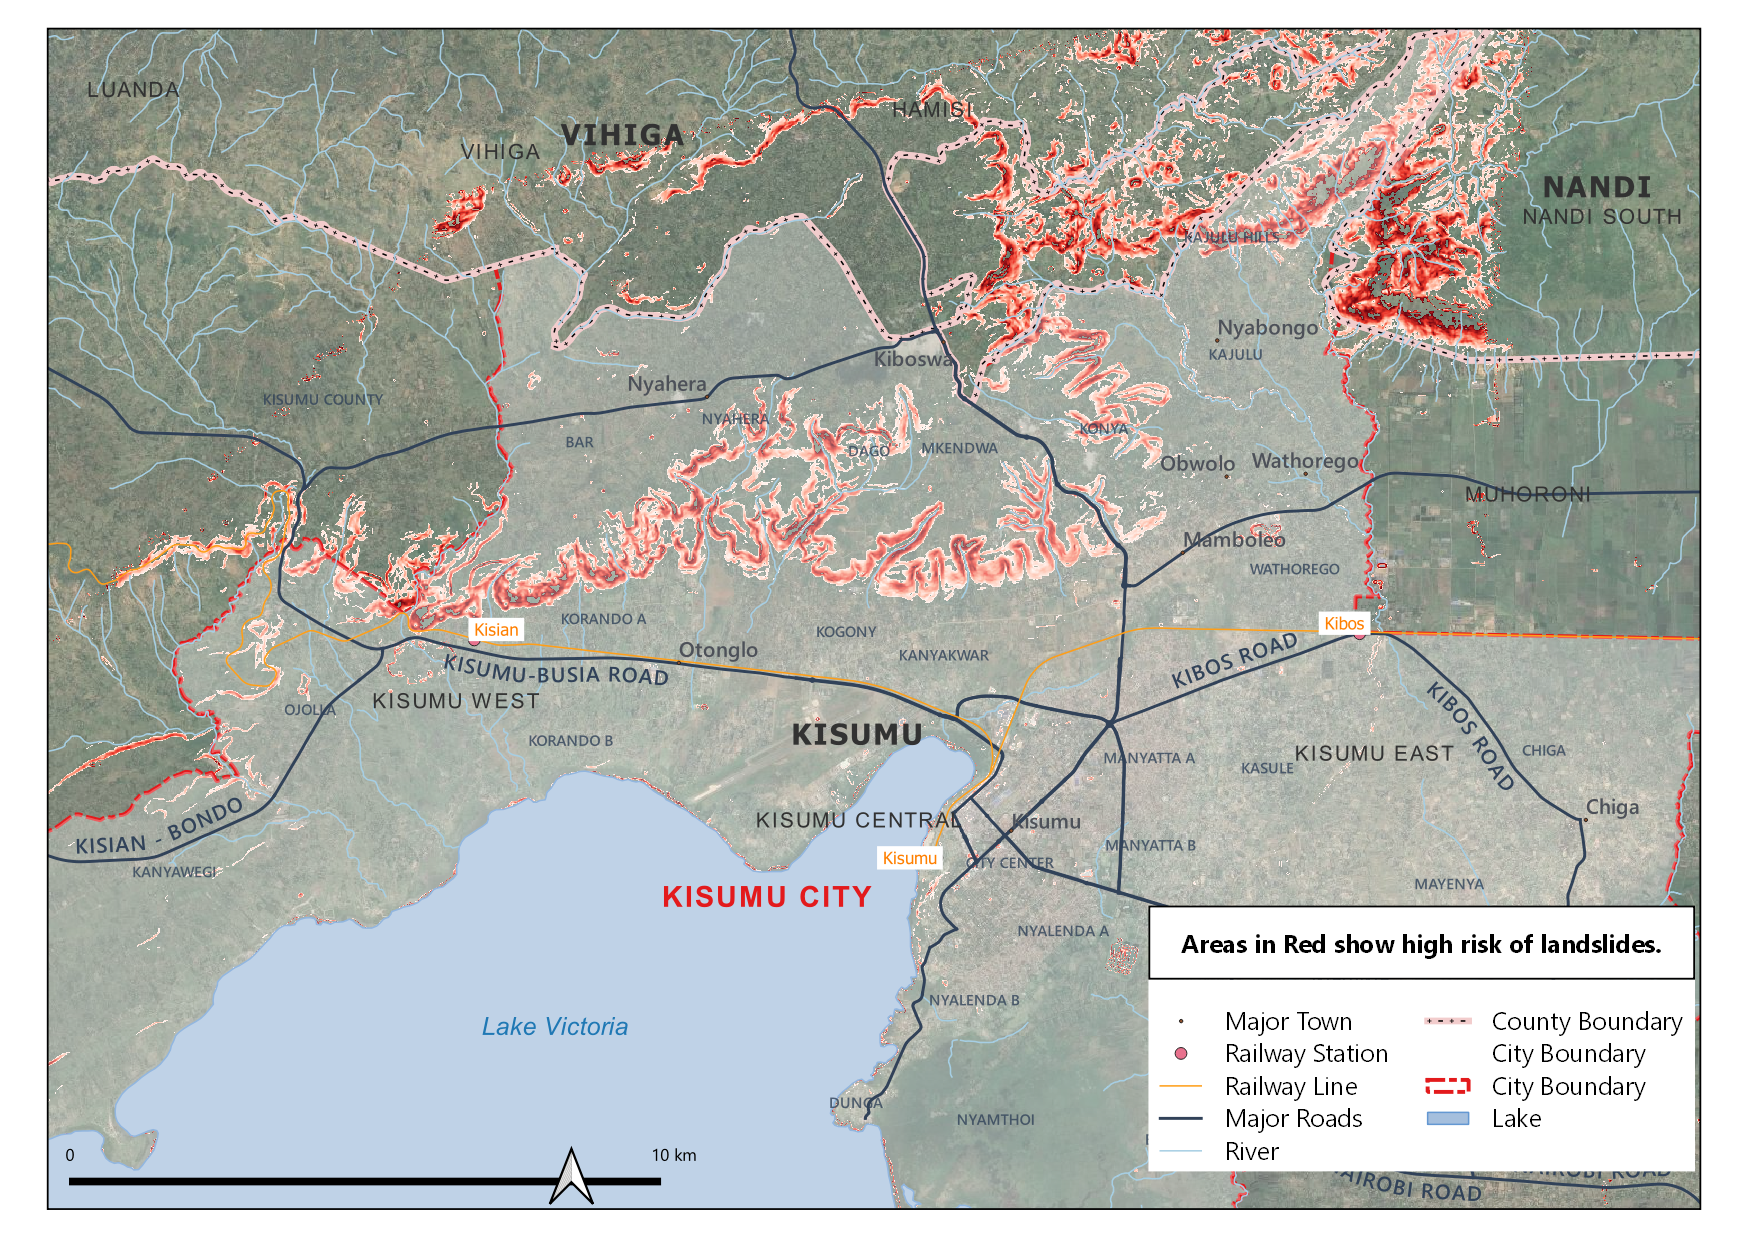 LUANDA
HAMISI
VIHIGA
VIHIGA
NANDI
NANDI SOUTH
KAJULU HILLS
Nyabongo
KAJULU
Kiboswa
Nyahera
KISUMU COUNTY
NYAHERA
BAR
DAGO
MKENDWA
KONYA
Obwolo
Wathorego
MUHORONI
Mamboleo
WATHOREGO
KORANDO A
Kisian
KOGONY
Kibos
Otonglo
KANYAKWAR
KIBOS ROAD
KISUMU-BUSIA ROAD
KISUMU WEST
OJOLLA
KIBOS ROAD
KORANDO B
KISUMU
MANYATTA A
KISUMU EAST
CHIGA
KASULE
Chiga
KISUMU CENTRAL
Kisumu
KISIAN - BONDO
MANYATTA B
Kisumu
CITY CENTER
KANYAWEGI
MAYENYA
KISUMU CITY
NYALENDA A
Areas in Red show high risk of landslides.
NYALENDA B
Lake Victoria
Major Town
County Boundary
Railway Station
City Boundary
Railway Line
City Boundary
Major Roads
Lake
River
DUNGA
NYAMTHOI
0
10 km
AIROBI ROAD
AIROBI ROAD